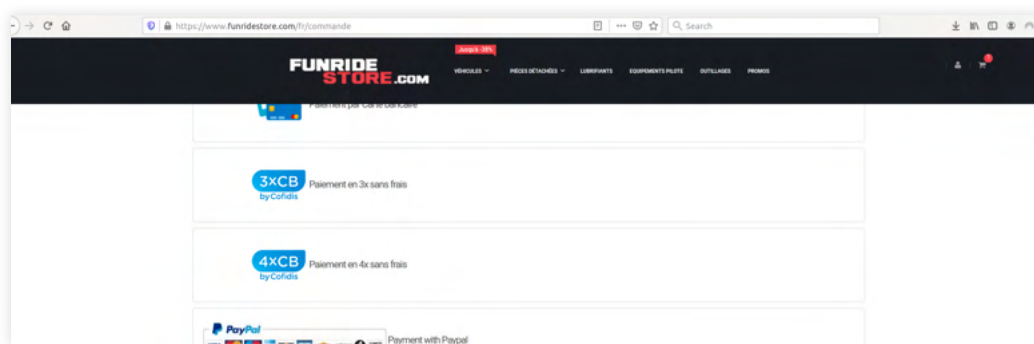 https://www.funridestore.com/fr/commande
Search
Jusqu'à -38%
FUNRIDE
STORE.COM
VÉHICULES
PIÈCES DÉTACHÉES
LUBRIFIANTS
EQUIPEMENTS PILOTE
OUTILLAGES
PROMOS
Paiement par Carte bancaire
3XCB
by Cofidis
Paiement en 3x sans frais
4XCB
by Cofidis
Paiement en 4x sans frais
PayPal
Payment with Paypal